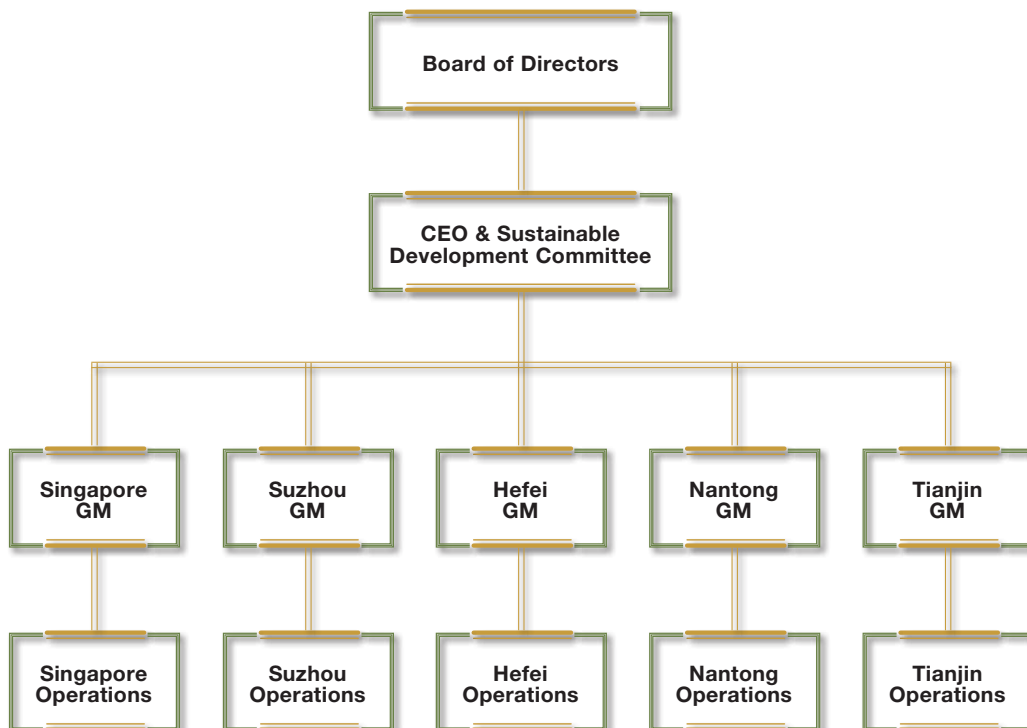 Board of Directors
CEO & Sustainable
Development Committee
Singapore
GM
Suzhou
GM
Hefei
GM
Nantong
GM
Tianjin
GM
Singapore
Operations
Suzhou
Operations
Hefei
Operations
Nantong
Operations
Tianjin
Operations